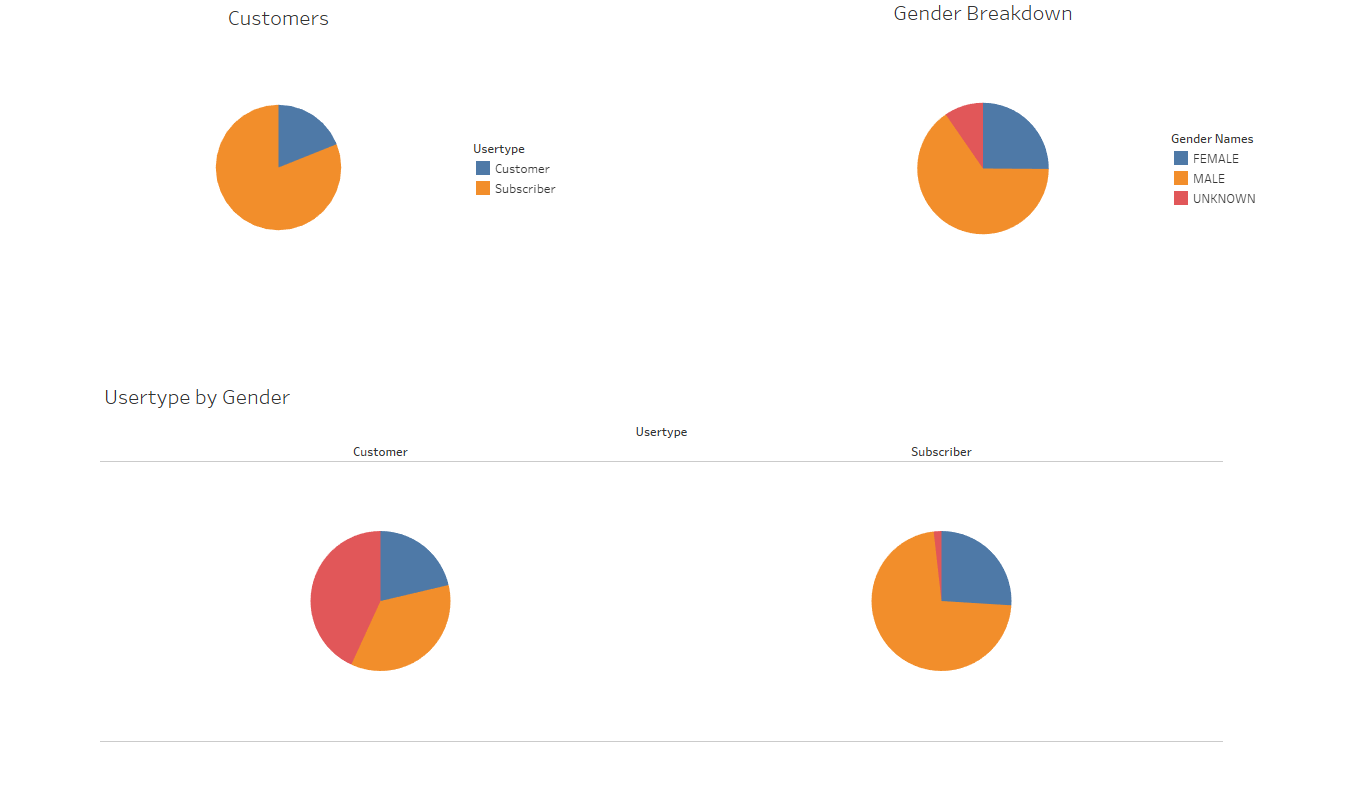 Customers
Gender Breakdown
Usertype
Customer
Subscriber
Gender Names
FEMALE
MALE
UNKNOWN
Usertype by Gender
Usertype
Customer
Subscriber